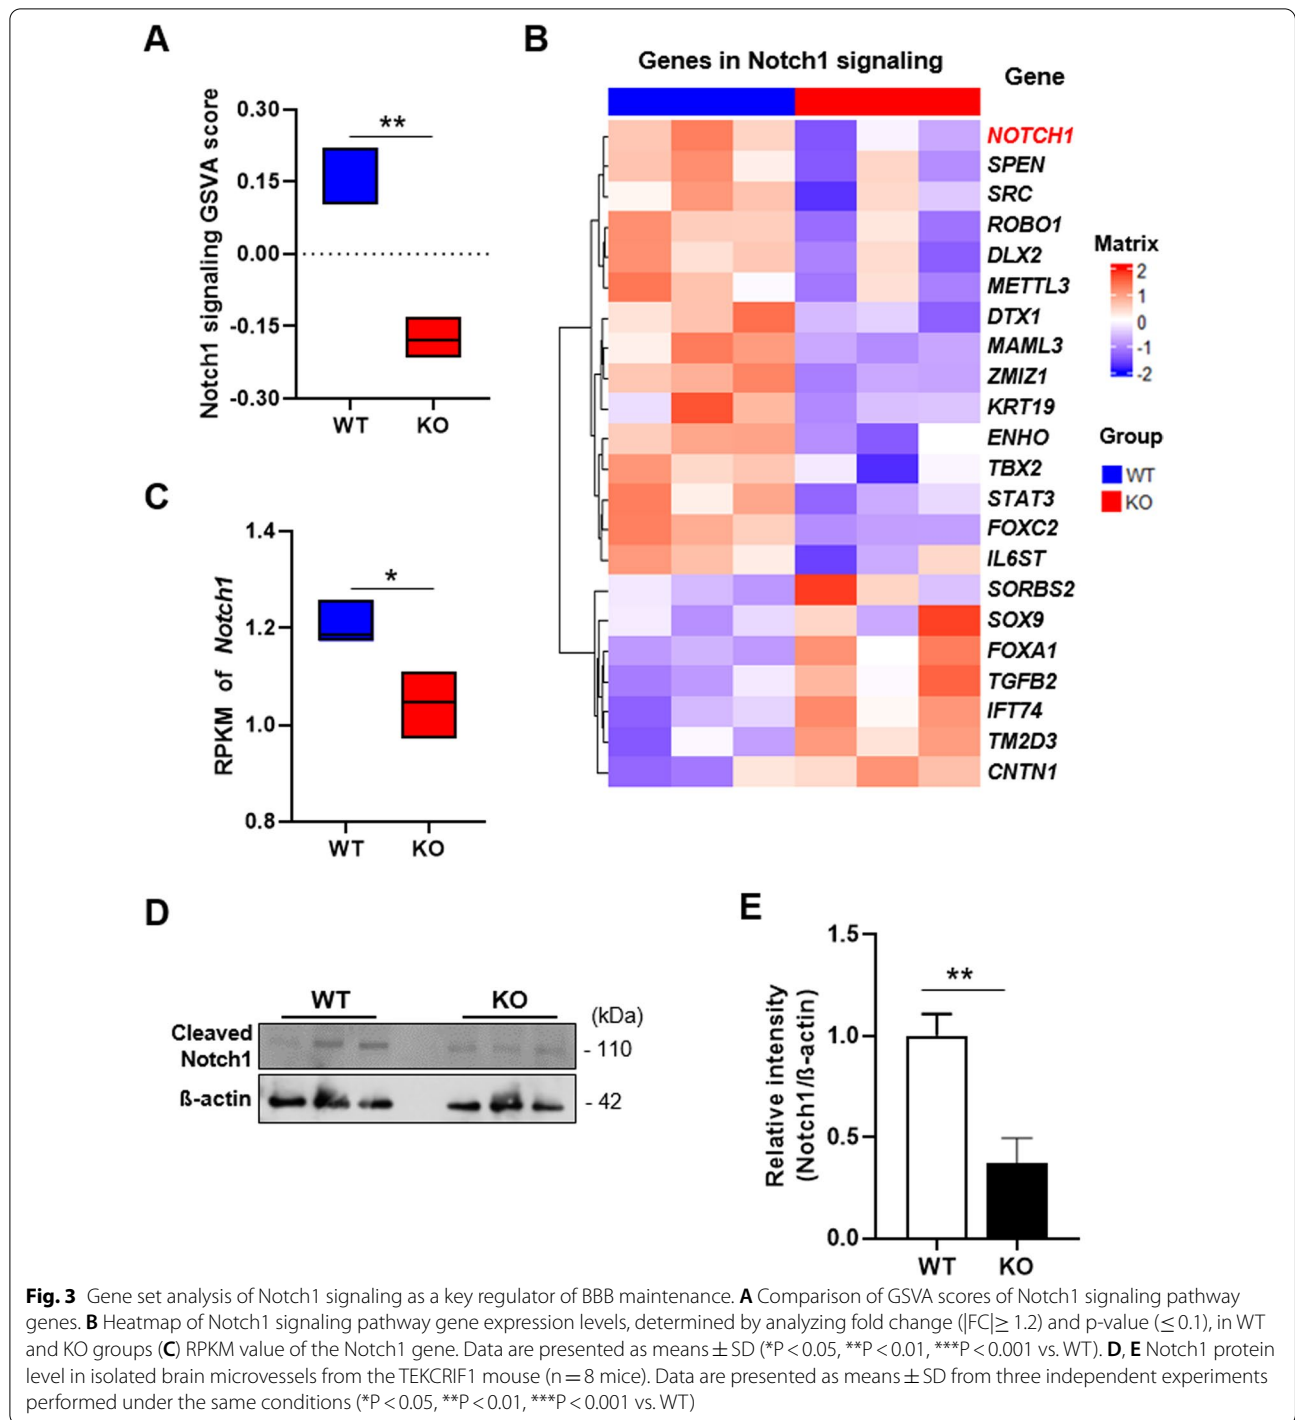 A
Notch1 signaling GSVA score
0.30
0.15
0.00
-0.15
-0.30
**
WT
KO
B
Genes in Notch1 signaling
Gene
NOTCH1
SPEN
SRC
ROBO1
DLX2
METTL3
DTX1
MAML3
ZMIZ1
KRT19
ENHO
TBX2
STAT3
FOXC2
IL6ST
SORBS2
SOX9
FOXA1
TGFB2
IFT74
TM2D3
CNTN1
Matrix
2
1
0
-1
-2
Group
WT
KO
C
RPKM of Notch1
1.4
1.2
1.0
0.8
*
WT
KO
D
WT
KO
(kDa)
Cleaved
Notch1
- 110
ß-actin
- 42
E
Relative intensity
(Notch1/ß-actin)
1.5
1.0
0.5
0.0
**
WT
KO
Fig. 3 Gene set analysis of Notch1 signaling as a key regulator of BBB maintenance. A Comparison of GSVA scores of Notch1 signaling pathway
genes. B Heatmap of Notch1 signaling pathway gene expression levels, determined by analyzing fold change (|FC|≥ 1.2) and p-value (≤ 0.1), in WT
and KO groups (C) RPKM value of the Notch1 gene. Data are presented as means ± SD (*P < 0.05, **P < 0.01, ***P < 0.001 vs. WT). D, E Notch1 protein
level in isolated brain microvessels from the TEKCRIF1 mouse (n = 8 mice). Data are presented as means ± SD from three independent experiments
performed under the same conditions (*P < 0.05, **P < 0.01, ***P < 0.001 vs. WT)